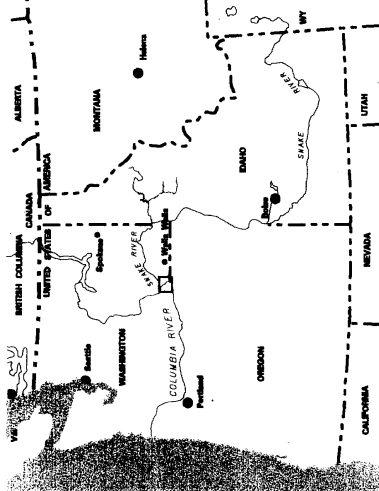 BRITISH COLUMBIA
ALBERTA
CANADA
UNITED STATES OF AMERICA
Seattle
Spokane
MONTANA
Helena
WASHINGTON
SNAKE RIVER
Walla Walla
COLUMBIA RIVER
Portland
OREGON
IDAHO
Boise
SNAKE RIVER
WY
CALIFORNIA
NEVADA
UTAH